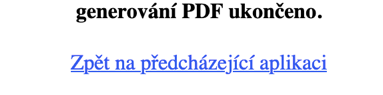 generování PDF ukončeno.
Zpět na předcházející aplikaci